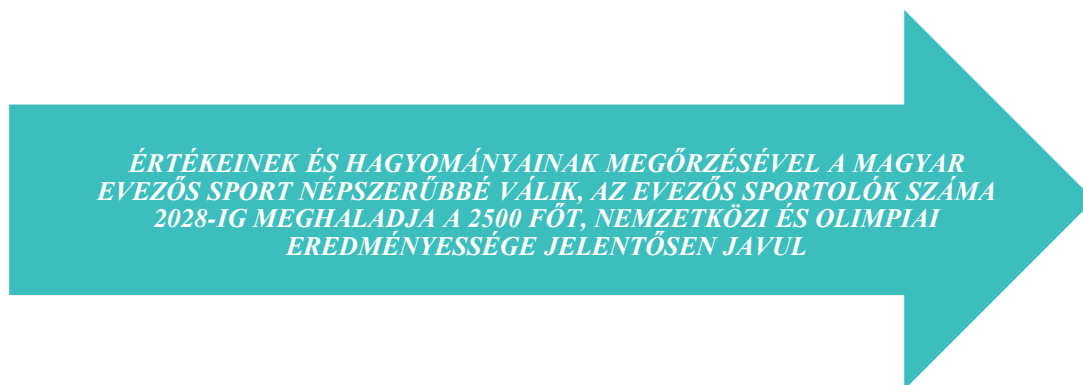 ÉRTÉKEINEK ÉS HAGYOMÁNYAINAK MEGŐRZÉSÉVEL A MAGYAR
EVEZŐS SPORT NÉPSZERŰBBÉ VÁLIK, AZ EVEZŐS SPORTOLÓK SZÁMA
2028-IG MEGHALADJA A 2500 FŐT, NEMZETKÖZI ÉS OLIMPIAI
EREDMÉNYESSÉGE JELENTŐSEN JAVUL